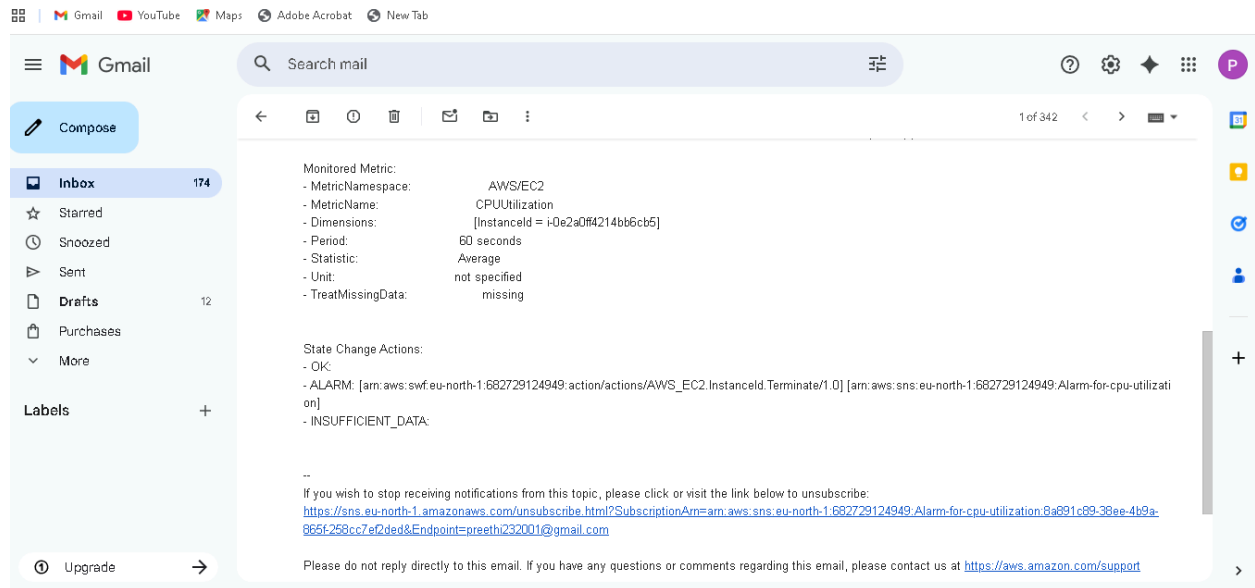 Gmail YouTube Maps Adobe Acrobat New Tab
Gmail
Search mail
P
Compose
1 of 342
31
Inbox 174
Starred
Snoozed
Sent
Drafts 12
Purchases
More
Labels
Upgrade
Monitored Metric:
- MetricNamespace: AWS/EC2
- MetricName: CPUUtilization
- Dimensions: [InstanceId = i-0e2a0ff4214bb6cb5]
- Period: 60 seconds
- Statistic: Average
- Unit: not specified
- TreatMissingData: missing
State Change Actions:
- OK:
- ALARM: [arn:aws:swf:eu-north-1:682729124949:action/actions/AWS_EC2.InstanceId.Terminate/1.0] [arn:aws:sns:eu-north-1:682729124949:Alarm-for-cpu-utilizati
on]
- INSUFFICIENT_DATA:
--
If you wish to stop receiving notifications from this topic, please click or visit the link below to unsubscribe:
https://sns.eu-north-1.amazonaws.com/unsubscribe.html?SubscriptionArn=arn:aws:sns:eu-north-1:682729124949:Alarm-for-cpu-utilization:8a891c89-38ee-4b9a-
865f-258cc7ef2ded&Endpoint=preethi232001@gmail.com
Please do not reply directly to this email. If you have any questions or comments regarding this email, please contact us at https://aws.amazon.com/support